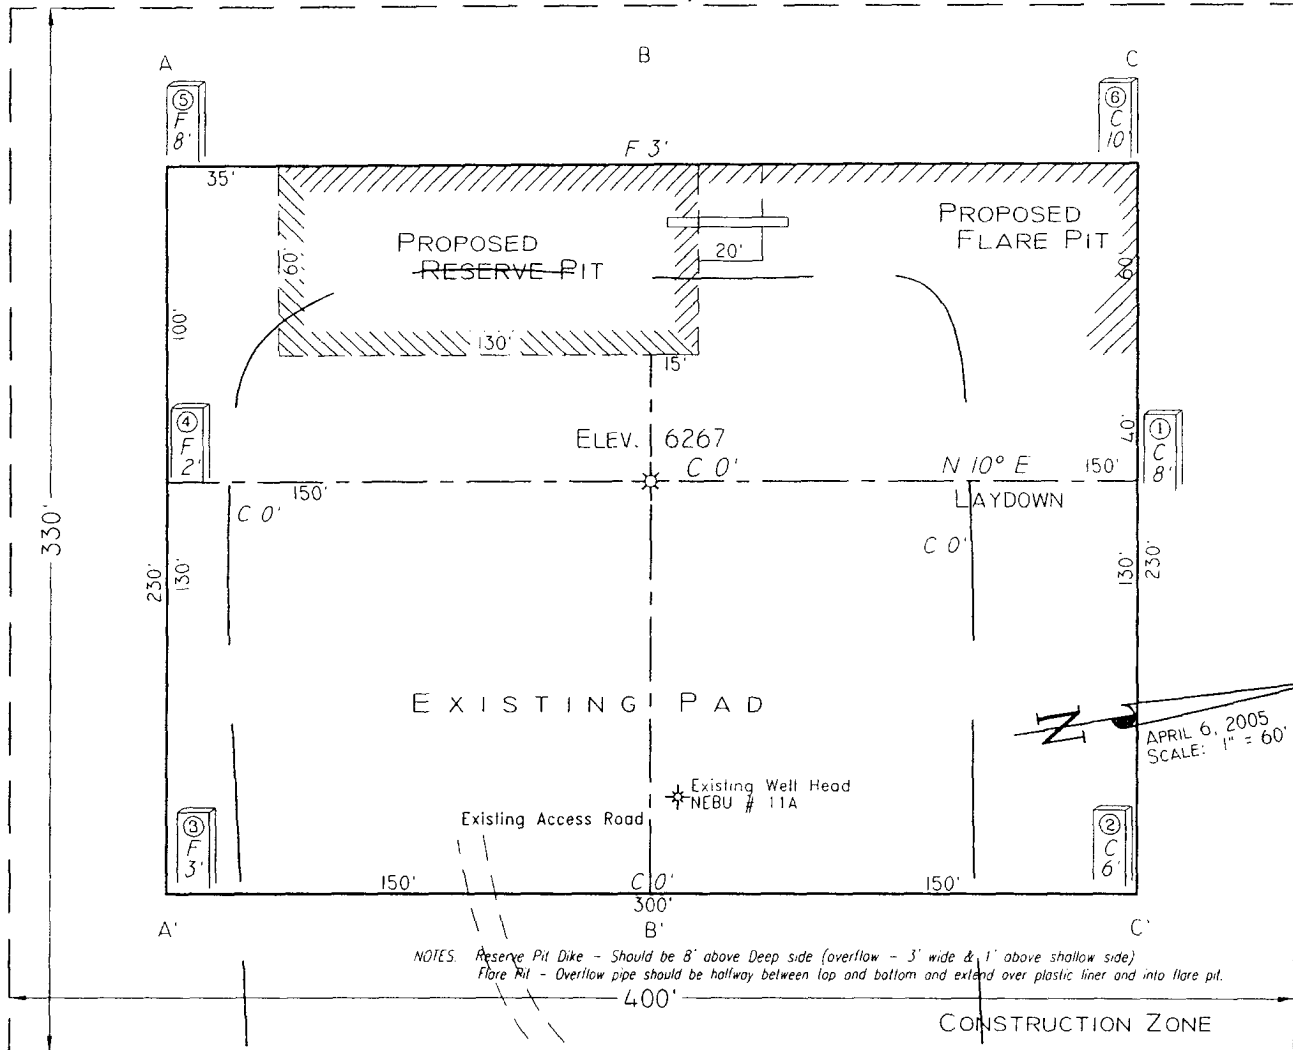 A
B
C
⑤
F
8'
⑥
C
10'
F 3'
35'
PROPOSED
RESERVE PIT
PROPOSED
FLARE PIT
20'
60'
60'
100'
130'
15'
④
F
2'
ELEV. 6267
C 0'
N 10° E
40'
150'
①
C
8'
150'
LAYDOWN
C 0'
C 0'
330'
230'
130'
130'
230'
EXISTING PAD
N
APRIL 6, 2005
SCALE: 1" = 60'
Existing Well Head
NEBU # 11A
Existing Access Road
③
F
3'
②
C
6'
150'
C 0'
150'
300'
A'
B'
C'
NOTES: Reserve Pit Dike - Should be 8' above Deep side (overflow - 3' wide & 1' above shallow side)
Flare Pit - Overflow pipe should be halfway between top and bottom and extend over plastic liner and into flare pit.
400'
CONSTRUCTION ZONE